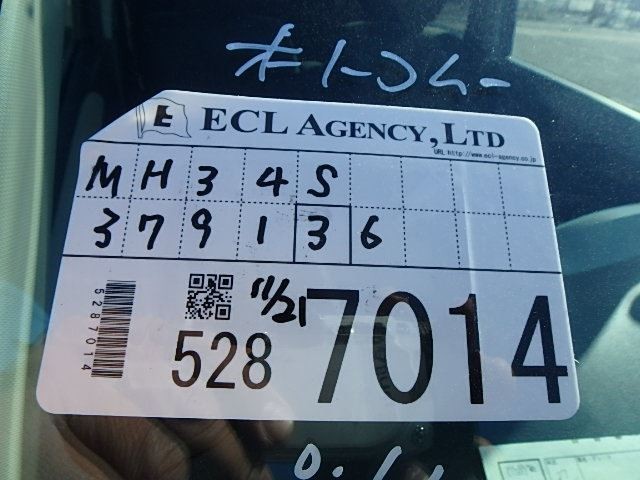 E ECL AGENCY, LTD
URL http://www.ecl-agency.co.jp
MH34S
379136
11/21
528 7014
5287014